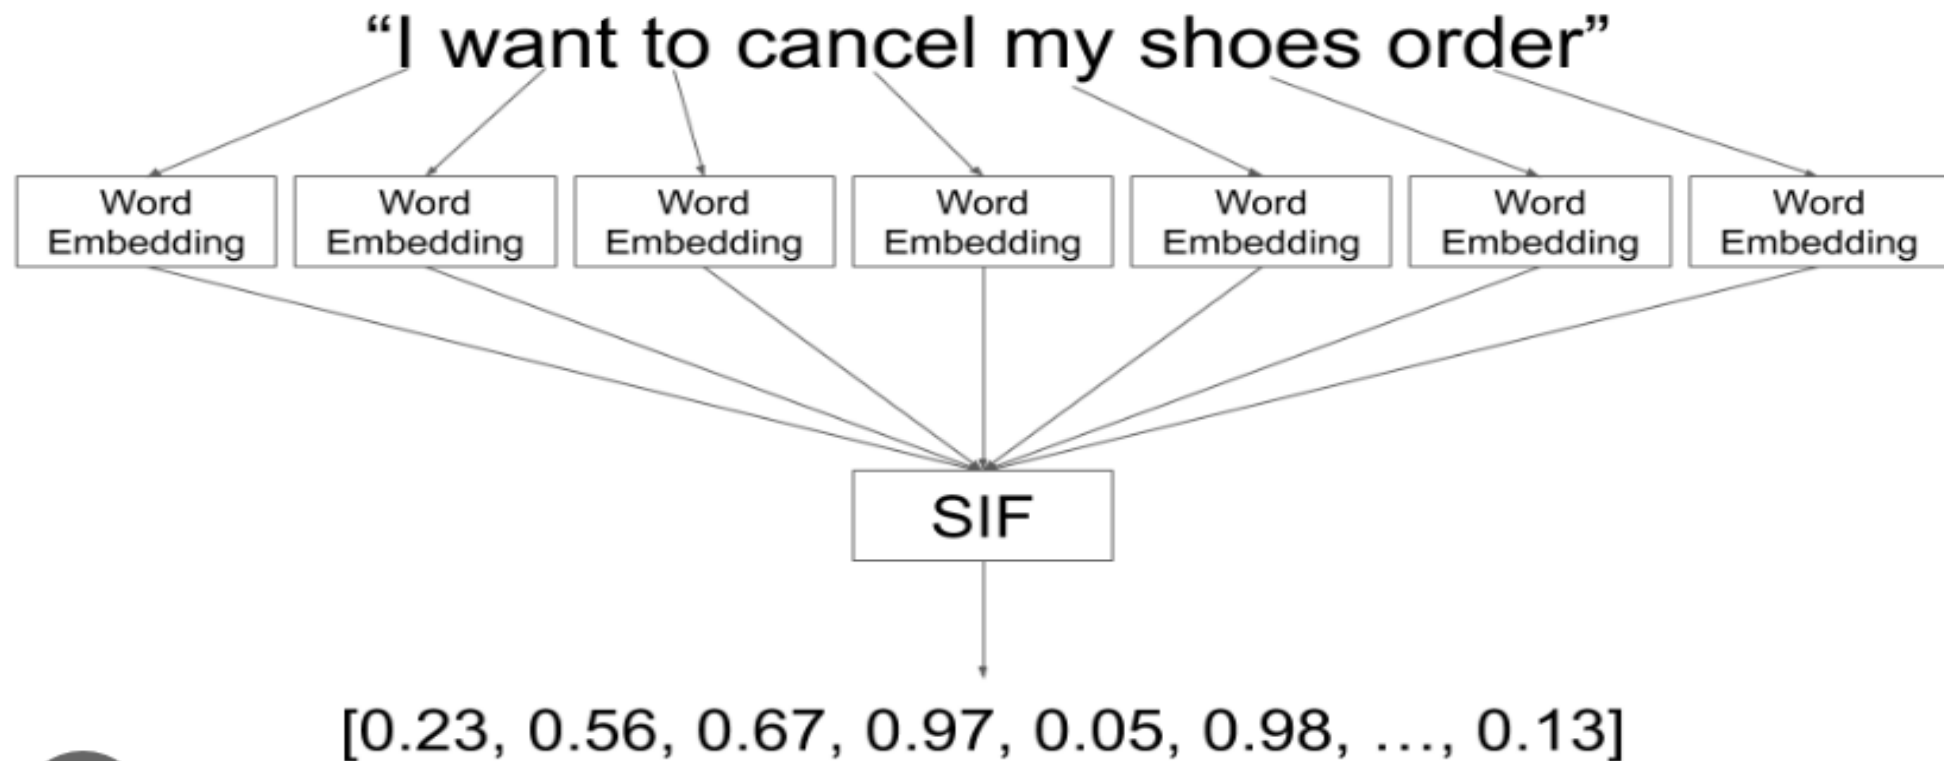 “I want to cancel my shoes order”
Word
Embedding
Word
Embedding
Word
Embedding
Word
Embedding
Word
Embedding
Word
Embedding
Word
Embedding
SIF
[0.23, 0.56, 0.67, 0.97, 0.05, 0.98, …, 0.13]